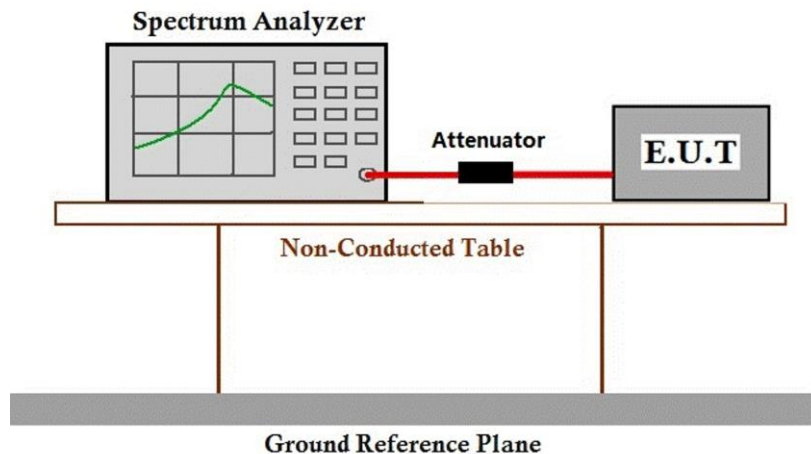 Spectrum Analyzer
Attenuator
E.U.T
Non-Conducted Table
Ground Reference Plane